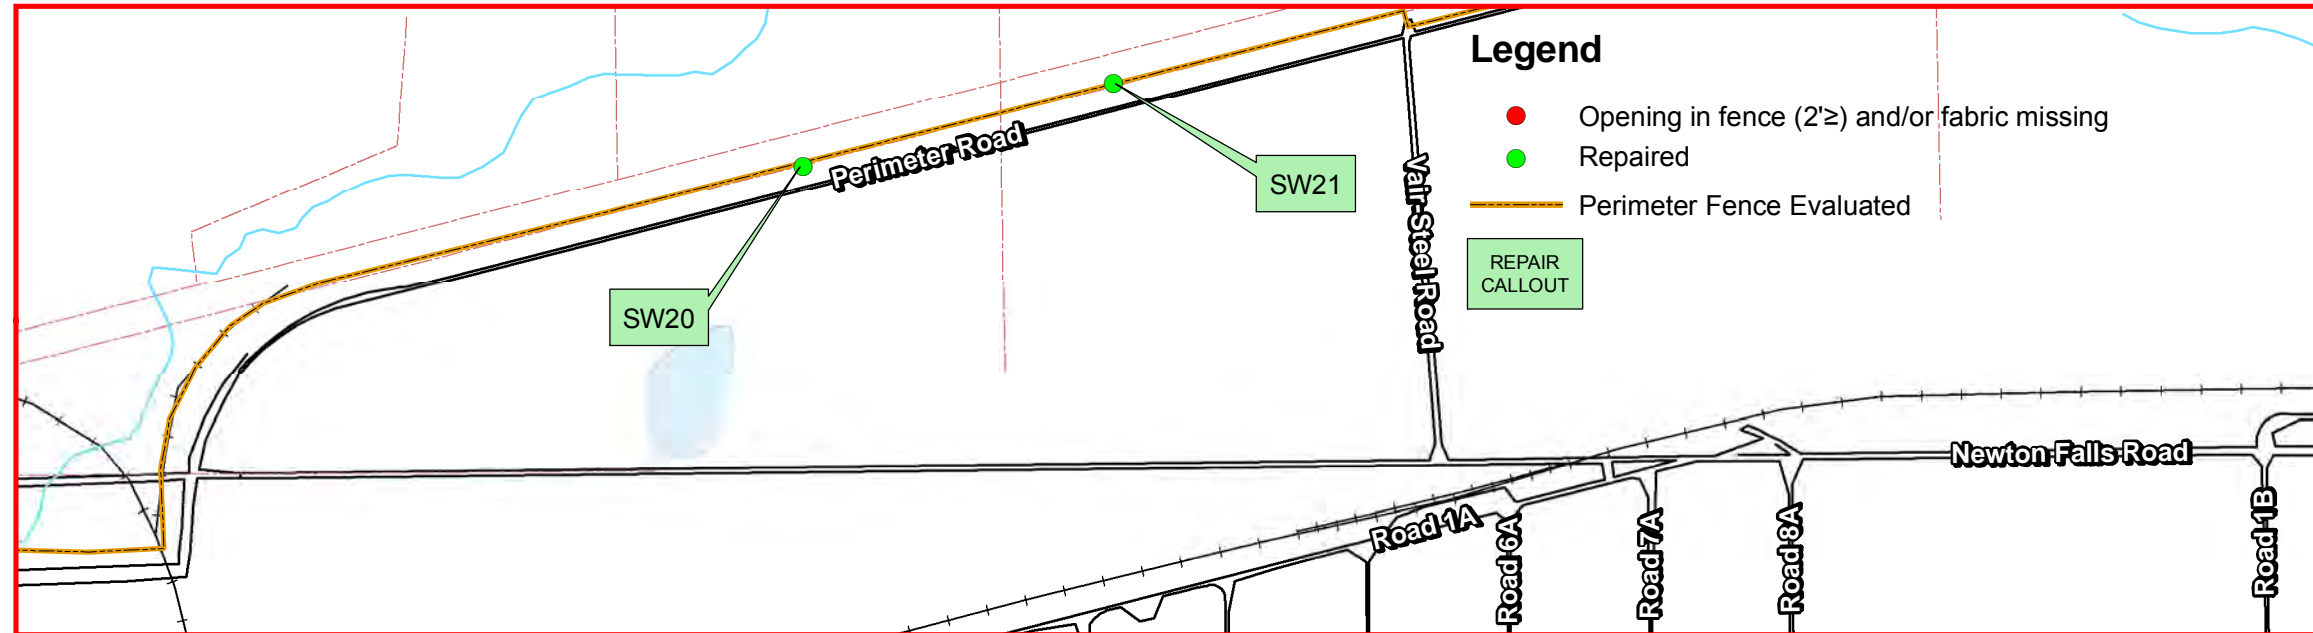 Legend
Opening in fence (2'≥) and/or fabric missing
Repaired
Perimeter Fence Evaluated
REPAIR
CALLOUT
Perimeter Road
SW21
SW20
Vair-Steel Road
Newton Falls Road
Road 1A
Road 6A
Road 7A
Road 8A
Road 1B